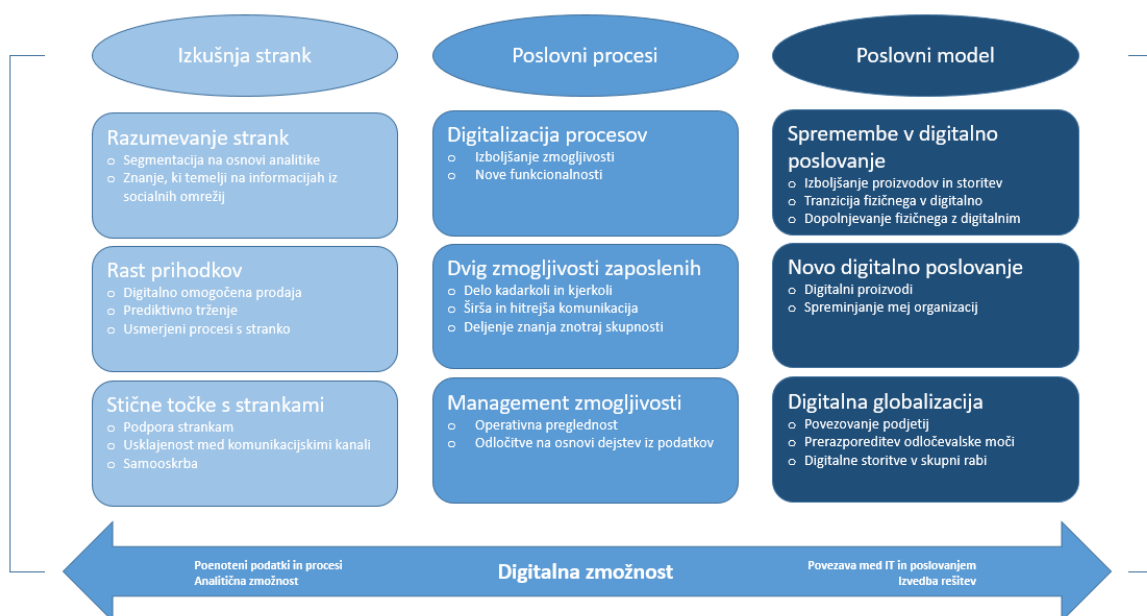 Izkušnja strank
Poslovni procesi
Poslovni model
Razumevanje strank
o Segmentacija na osnovi analitike
o Znanje, ki temelji na informacijah iz
socialnih omrežij
Digitalizacija procesov
o Izboljšanje zmogljivosti
o Nove funkcionalnosti
Spremembe v digitalno
poslovanje
o Izboljšanje proizvodov in storitev
o Tranzicija fizičnega v digitalno
o Dopolnjevanje fizičnega z digitalnim
Rast prihodkov
o Digitalno omogočena prodaja
o Prediktivno trženje
o Usmerjeni procesi s stranko
Dvig zmogljivosti zaposlenih
o Delo kadarkoli in kjerkoli
o Širša in hitrejša komunikacija
o Deljenje znanja znotraj skupnosti
Novo digitalno poslovanje
o Digitalni proizvodi
o Spreminjanje mej organizacij
Stične točke s strankami
o Podpora strankam
o Usklajenost med komunikacijskimi kanali
o Samooskrba
Management zmogljivosti
o Operativna preglednost
o Odločitve na osnovi dejstev iz podatkov
Digitalna globalizacija
o Povezovanje podjetij
o Prerazporeditev odločevalske moči
o Digitalne storitve v skupni rabi
Poenoteni podatki in procesi
Analitična zmožnost
Digitalna zmožnost
Povezava med IT in poslovanjem
Izvedba rešitev